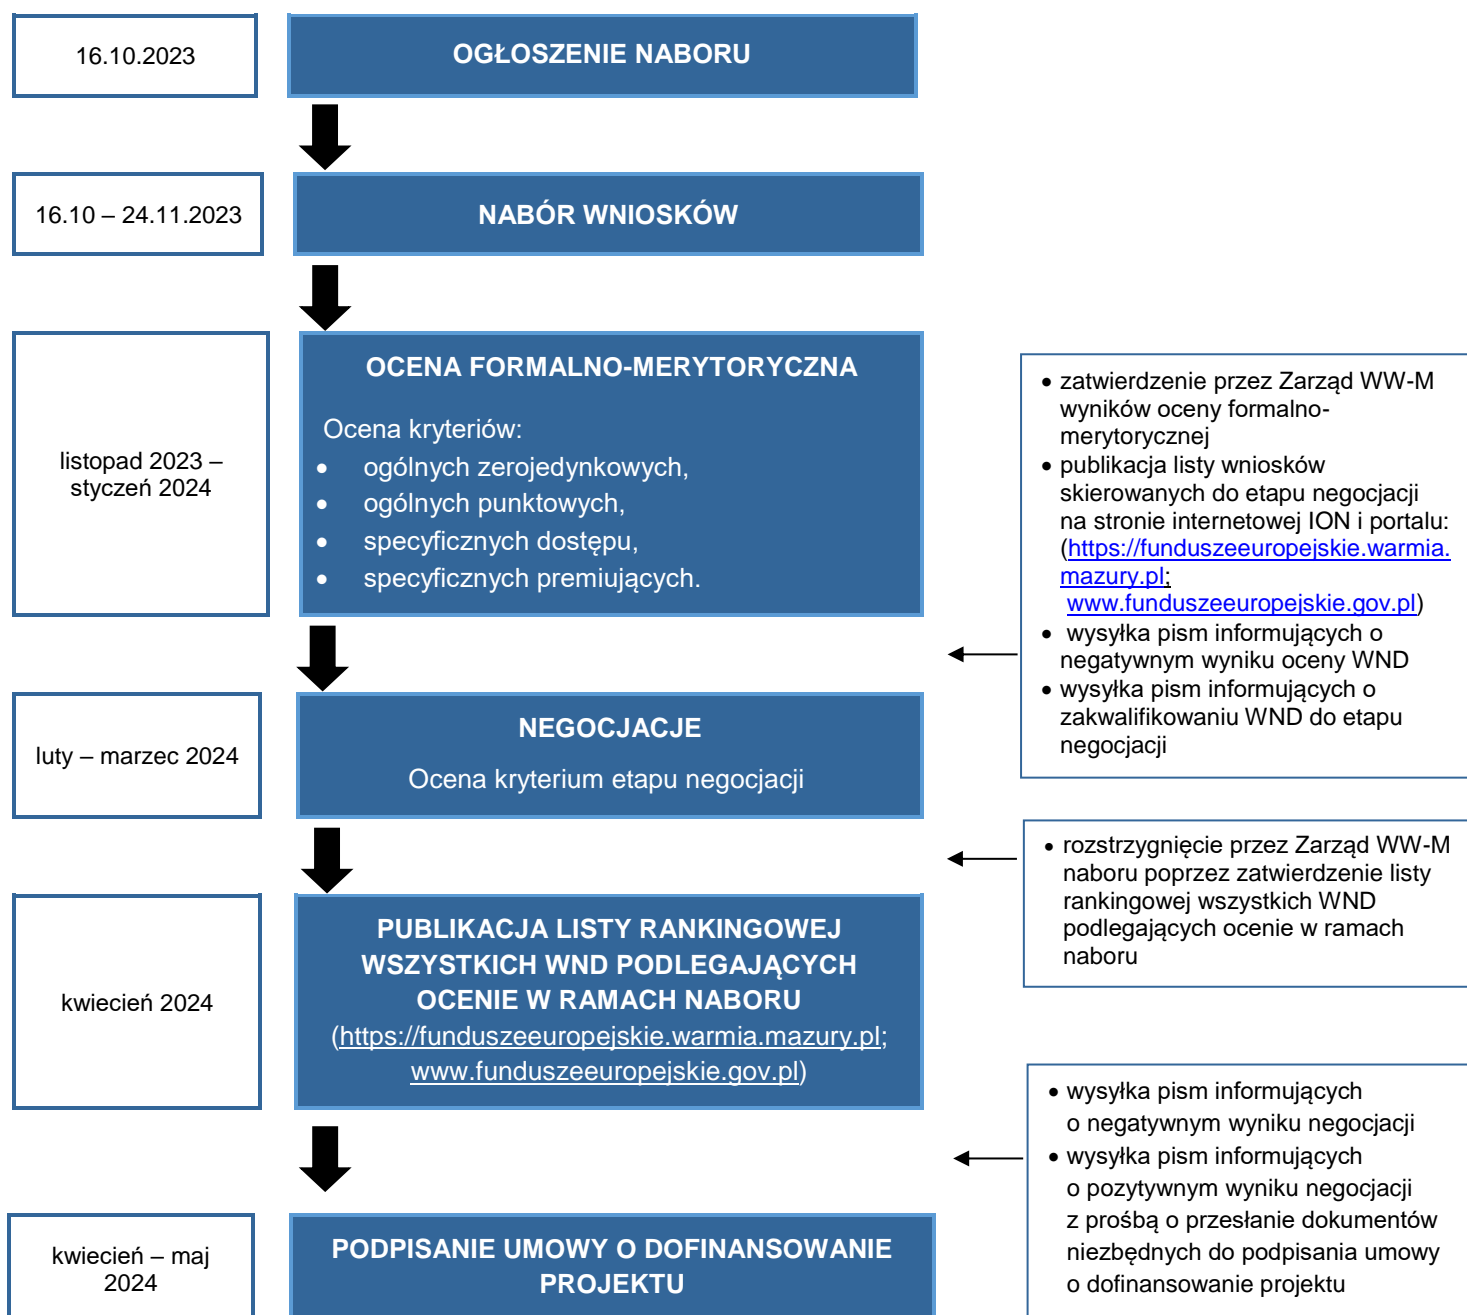 16.10.2023
OGŁOSZENIE NABORU
16.10 – 24.11.2023
NABÓR WNIOSKÓW
listopad 2023 –
styczeń 2024
OCENA FORMALNO-MERYTORYCZNA
Ocena kryteriów:
• ogólnych zerojedynkowych,
• ogólnych punktowych,
• specyficznych dostępu,
• specyficznych premiujących.
• zatwierdzenie przez Zarząd WW-M
wyników oceny formalno-
merytorycznej
• publikacja listy wniosków
skierowanych do etapu negocjacji
na stronie internetowej ION i portalu:
(https://funduszeeuropejskie.warmia.
mazury.pl;
www.funduszeeuropejskie.gov.pl)
• wysyłka pism informujących o
negatywnym wyniku oceny WND
• wysyłka pism informujących o
zakwalifikowaniu WND do etapu
negocjacji
luty – marzec 2024
NEGOCJACJE
Ocena kryterium etapu negocjacji
• rozstrzygnięcie przez Zarząd WW-M
naboru poprzez zatwierdzenie listy
rankingowej wszystkich WND
podlegających ocenie w ramach
naboru
kwiecień 2024
PUBLIKACJA LISTY RANKINGOWEJ
WSZYSTKICH WND PODLEGAJĄCYCH
OCENIE W RAMACH NABORU
(https://funduszeeuropejskie.warmia.mazury.pl;
www.funduszeeuropejskie.gov.pl)
• wysyłka pism informujących
o negatywnym wyniku negocjacji
• wysyłka pism informujących
o pozytywnym wyniku negocjacji
z prośbą o przesłanie dokumentów
niezbędnych do podpisania umowy
o dofinansowanie projektu
kwiecień – maj
2024
PODPISANIE UMOWY O DOFINANSOWANIE
PROJEKTU